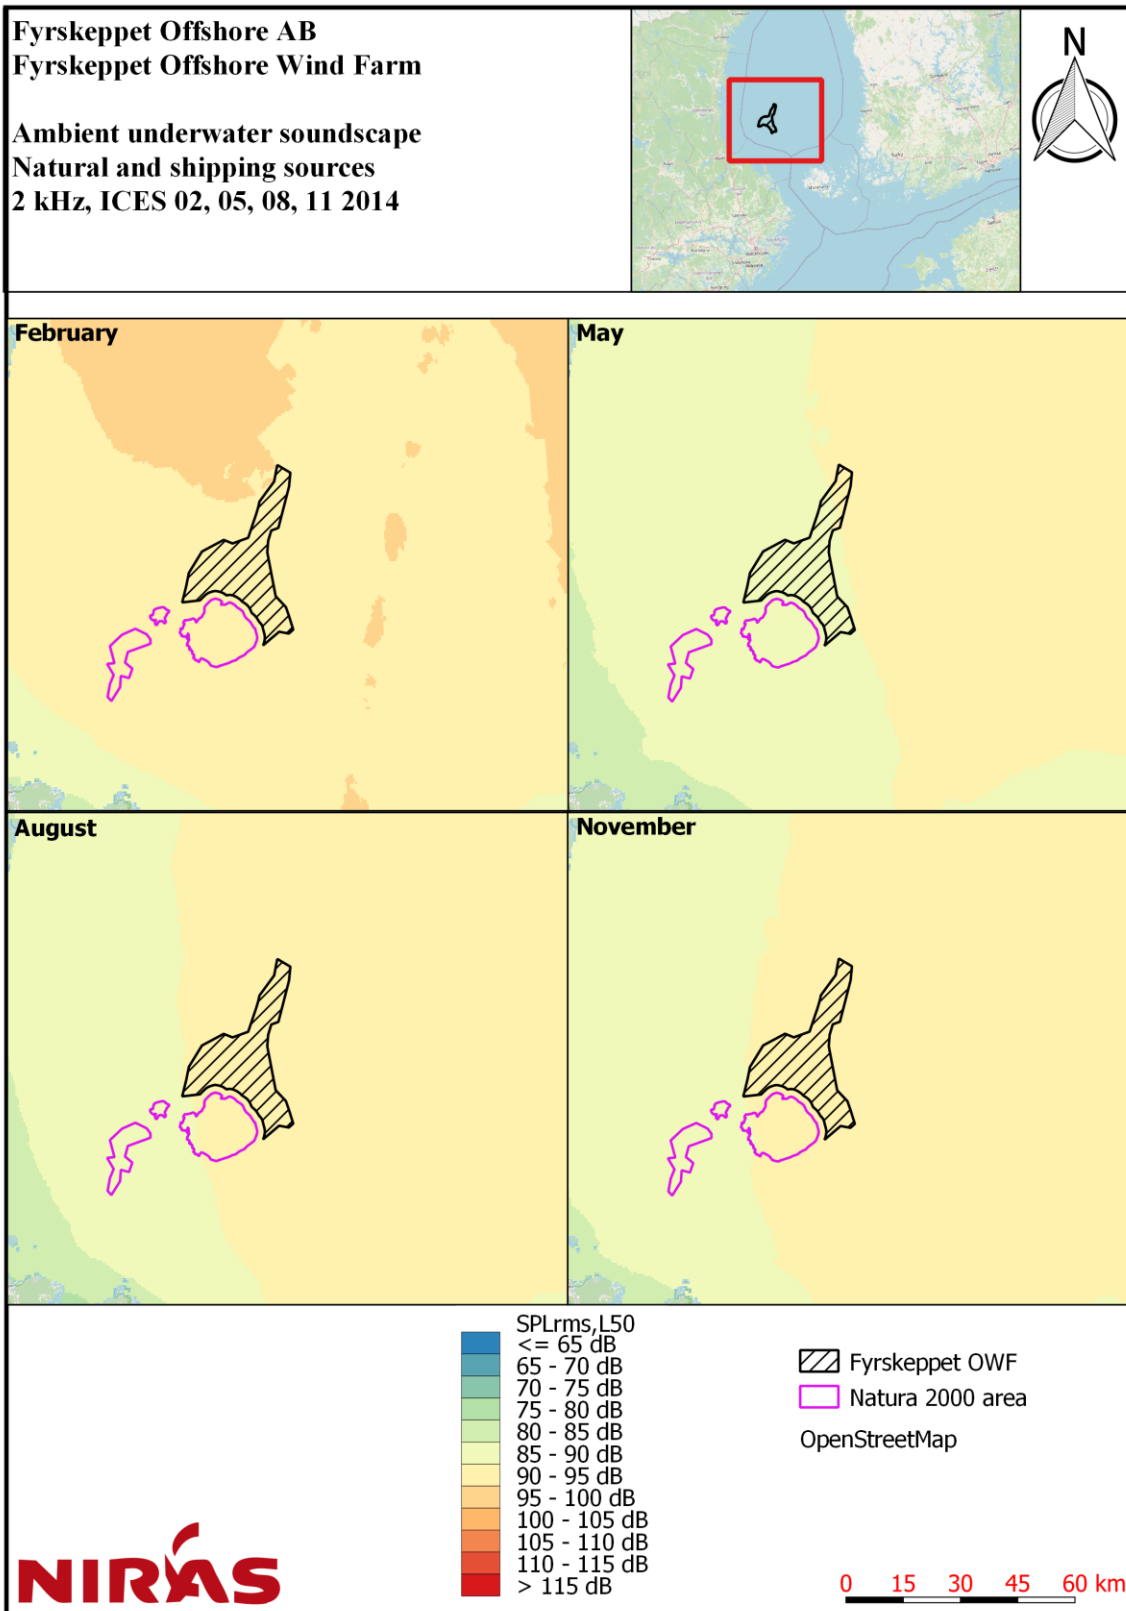 Fyrskeppet Offshore AB
Fyrskeppet Offshore Wind Farm
Ambient underwater soundscape
Natural and shipping sources
2 kHz, ICES 02, 05, 08, 11 2014
N
February
May
August
November
SPLrms,L50
<= 65 dB
65 - 70 dB
70 - 75 dB
75 - 80 dB
80 - 85 dB
85 - 90 dB
90 - 95 dB
95 - 100 dB
100 - 105 dB
105 - 110 dB
110 - 115 dB
> 115 dB
Fyrskeppet OWF
Natura 2000 area
OpenStreetMap
NIRAS
0 15 30 45 60 km